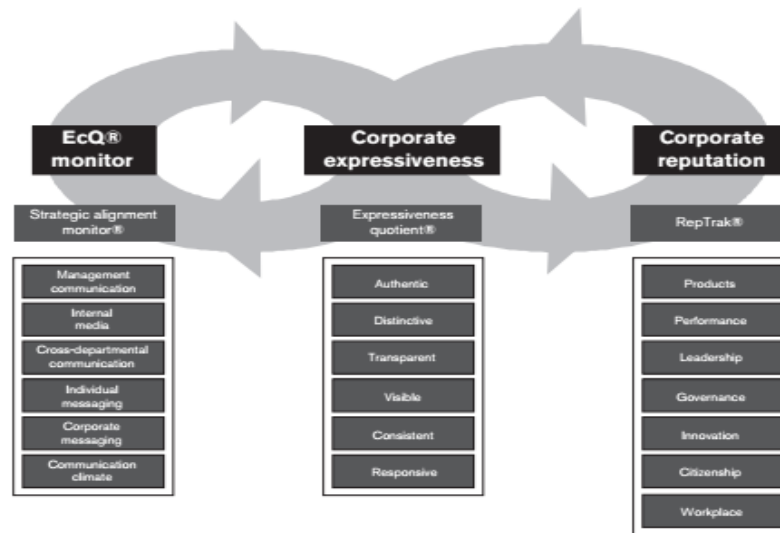 EcQ®
monitor
Corporate
expressiveness
Corporate
reputation
Strategic alignment
monitor®
Expressiveness
quotient®
RepTrak®
Management
communication
Internal
media
Cross-departmental
communication
Individual
messaging
Corporate
messaging
Communication
climate
Authentic
Distinctive
Transparent
Visible
Consistent
Responsive
Products
Performance
Leadership
Governance
Innovation
Citizenship
Workplace